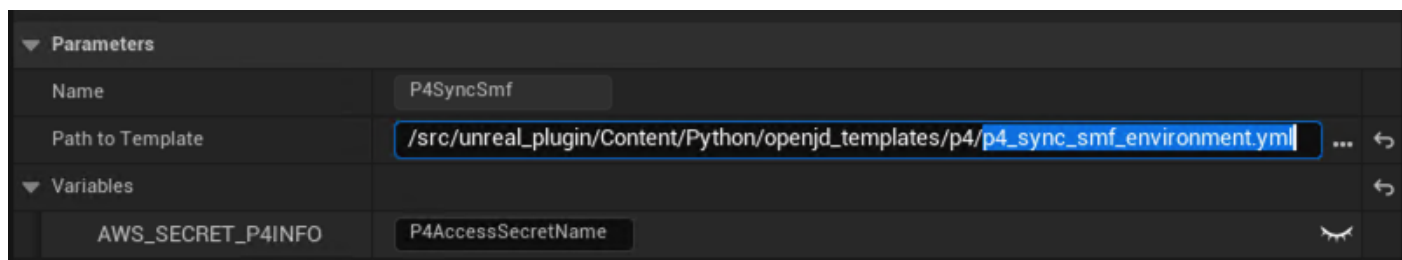 Parameters
Name P4SyncSmf
Path to Template /src/unreal_plugin/Content/Python/openjd_templates/p4/p4_sync_smf_environment.yml ...
Variables
AWS_SECRET_P4INFO P4AccessSecretName